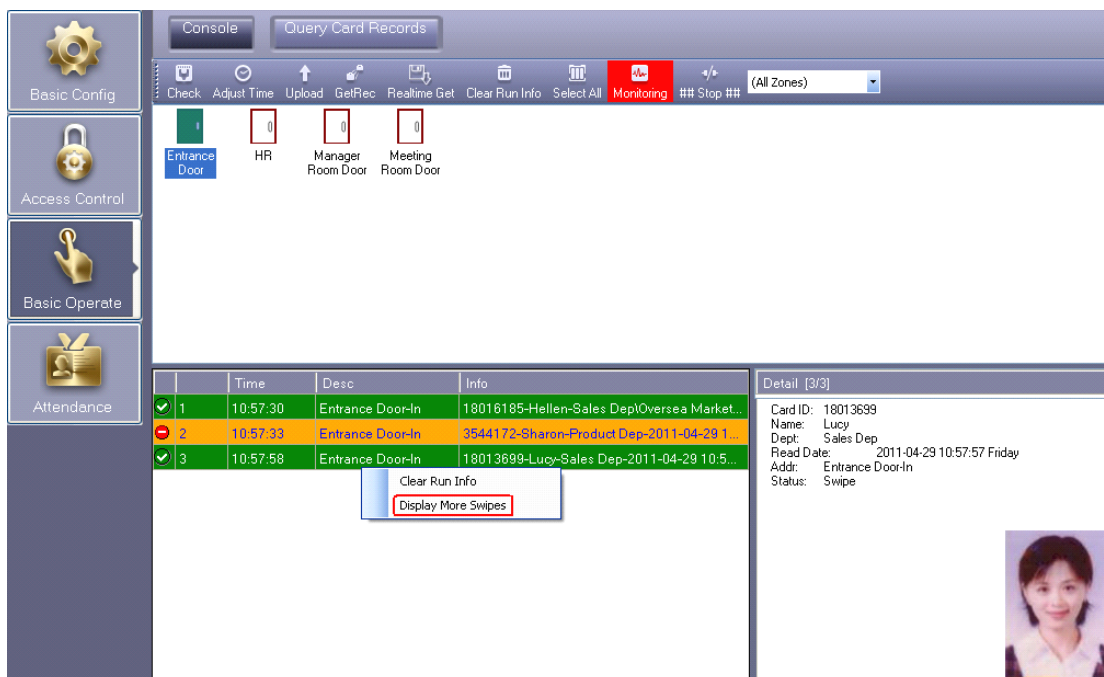 Console
Query Card Records
Basic Config
Check
Adjust Time
Upload
GetRec
Realtime Get
Clear Run Info
Select All
Monitoring
## Stop ##
(All Zones)
Entrance
Door
HR
Manager
Room Door
Meeting
Room Door
Access Control
Basic Operate
Attendance
Time Desc Info
1 10:57:30 Entrance Door-In 18016185-Hellen-Sales Dep\Oversea Market...
2 10:57:33 Entrance Door-In 3544172-Sharon-Product Dep-2011-04-29 1...
3 10:57:58 Entrance Door-In 18013699-Lucy-Sales Dep-2011-04-29 10:5...
Clear Run Info
Display More Swipes
Detail [3/3]
Card ID: 18013699
Name: Lucy
Dept: Sales Dep
Read Date: 2011-04-29 10:57:57 Friday
Addr: Entrance Door-In
Status: Swipe